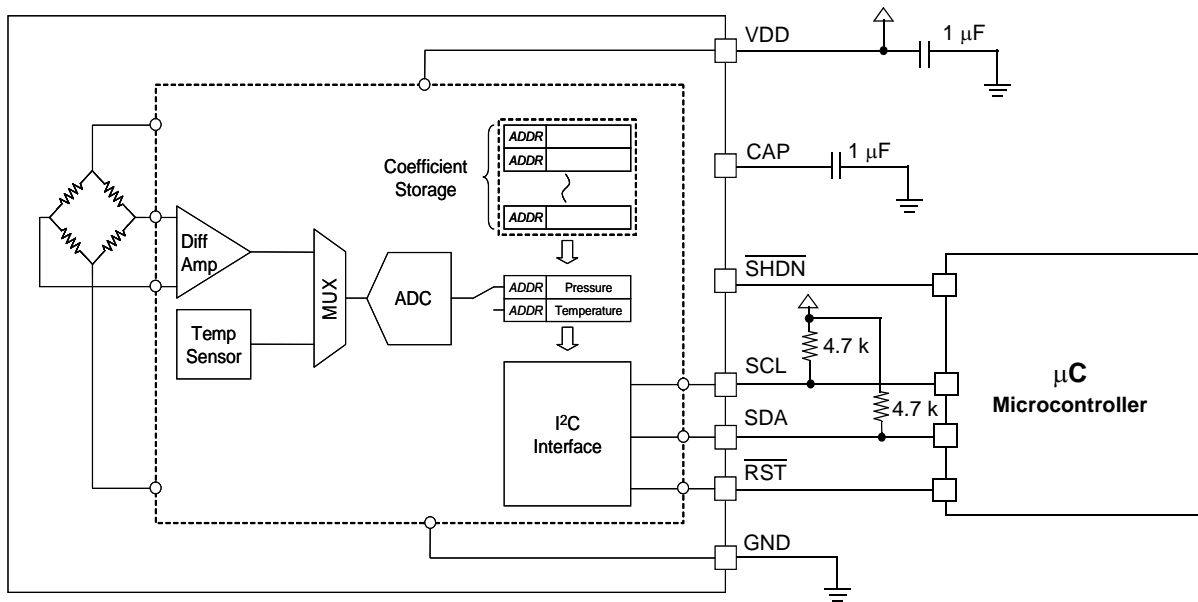 VDD
1 μF
CAP
1 μF
ADDR
ADDR
ADDR
Coefficient
Storage
Diff
Amp
MUX
ADC
ADDR Pressure
ADDR Temperature
Temp
Sensor
SHDN
4.7 k
SCL
4.7 k
SDA
RST
I²C
Interface
GND
μC
Microcontroller